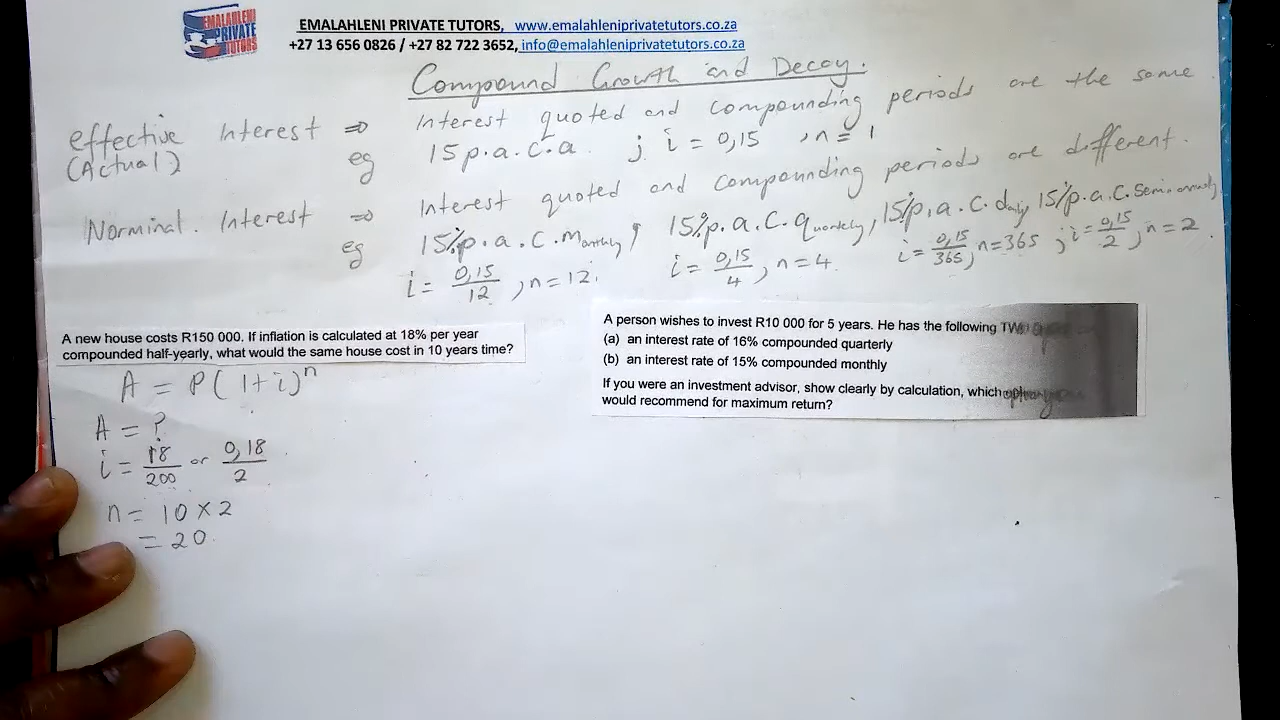 EMALAHLENI PRIVATE TUTORS
EMALAHLENI PRIVATE TUTORS, www.emalahleniprivatetutors.co.za
+27 13 656 0826 / +27 82 722 3652, info@emalahleniprivatetutors.co.za
Compound Growth and Decay.
effective Interest ⇒ Interest quoted and compounding periods are the same.
(Actual) eg 15 p.a.c.a. ; i = 0,15 , n = 1
Norminal. Interest ⇒ Interest quoted and compounding periods are different.
eg 15% p.a.C. Monthly, 15% p.a.C. quarterly, 15% p.a.C. daily, 15% p.a.C. Semi-annually
i = 0,15/12 , n = 12. i = 0,15/4 , n = 4. i = 0,15/365, n = 365 ; i = 0,15/2 , n = 2.
A new house costs R150 000. If inflation is calculated at 18% per year
compounded half-yearly, what would the same house cost in 10 years time?
A = P(1+i)^n
A = ?
i = 18/200 or 0,18/2
n = 10 × 2
= 20.
A person wishes to invest R10 000 for 5 years. He has the following TWO
(a) an interest rate of 16% compounded quarterly
(b) an interest rate of 15% compounded monthly
If you were an investment advisor, show clearly by calculation, which
would recommend for maximum return?